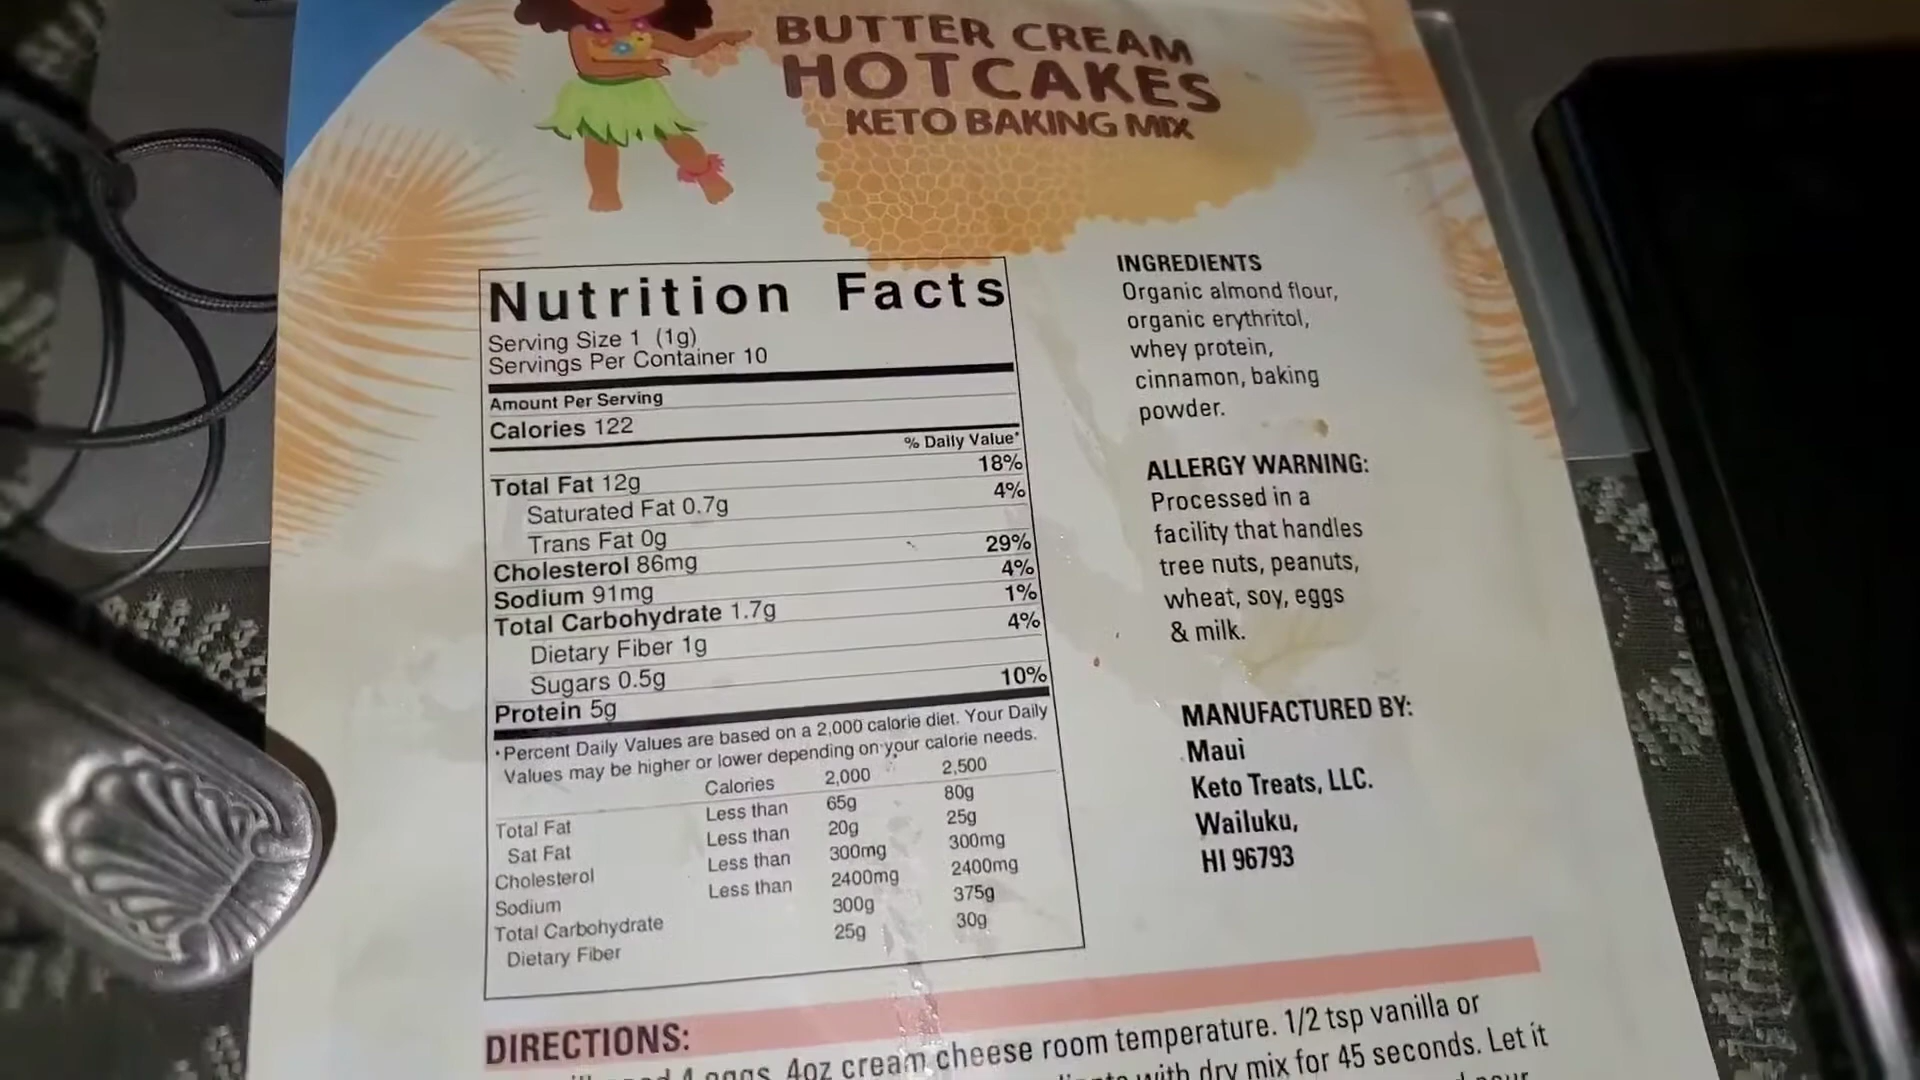 BUTTER CREAM
HOTCAKES
KETO BAKING MIX
Nutrition Facts
Serving Size 1 (1g)
Servings Per Container 10
Amount Per Serving
Calories 122
% Daily Value*
Total Fat 12g 18%
Saturated Fat 0.7g 4%
Trans Fat 0g
Cholesterol 86mg 29%
Sodium 91mg 4%
Total Carbohydrate 1.7g 1%
Dietary Fiber 1g 4%
Sugars 0.5g
Protein 5g 10%
*Percent Daily Values are based on a 2,000 calorie diet. Your Daily
Values may be higher or lower depending on your calorie needs.
Calories 2,000 2,500
Total Fat Less than 65g 80g
Sat Fat Less than 20g 25g
Cholesterol Less than 300mg 300mg
Sodium Less than 2400mg 2400mg
Total Carbohydrate 300g 375g
Dietary Fiber 25g 30g
INGREDIENTS
Organic almond flour,
organic erythritol,
whey protein,
cinnamon, baking
powder.
ALLERGY WARNING:
Processed in a
facility that handles
tree nuts, peanuts,
wheat, soy, eggs
& milk.
MANUFACTURED BY:
Maui
Keto Treats, LLC.
Wailuku,
HI 96793
DIRECTIONS:
4 eggs, 4oz cream cheese room temperature. 1/2 tsp vanilla or
with dry mix for 45 seconds. Let it